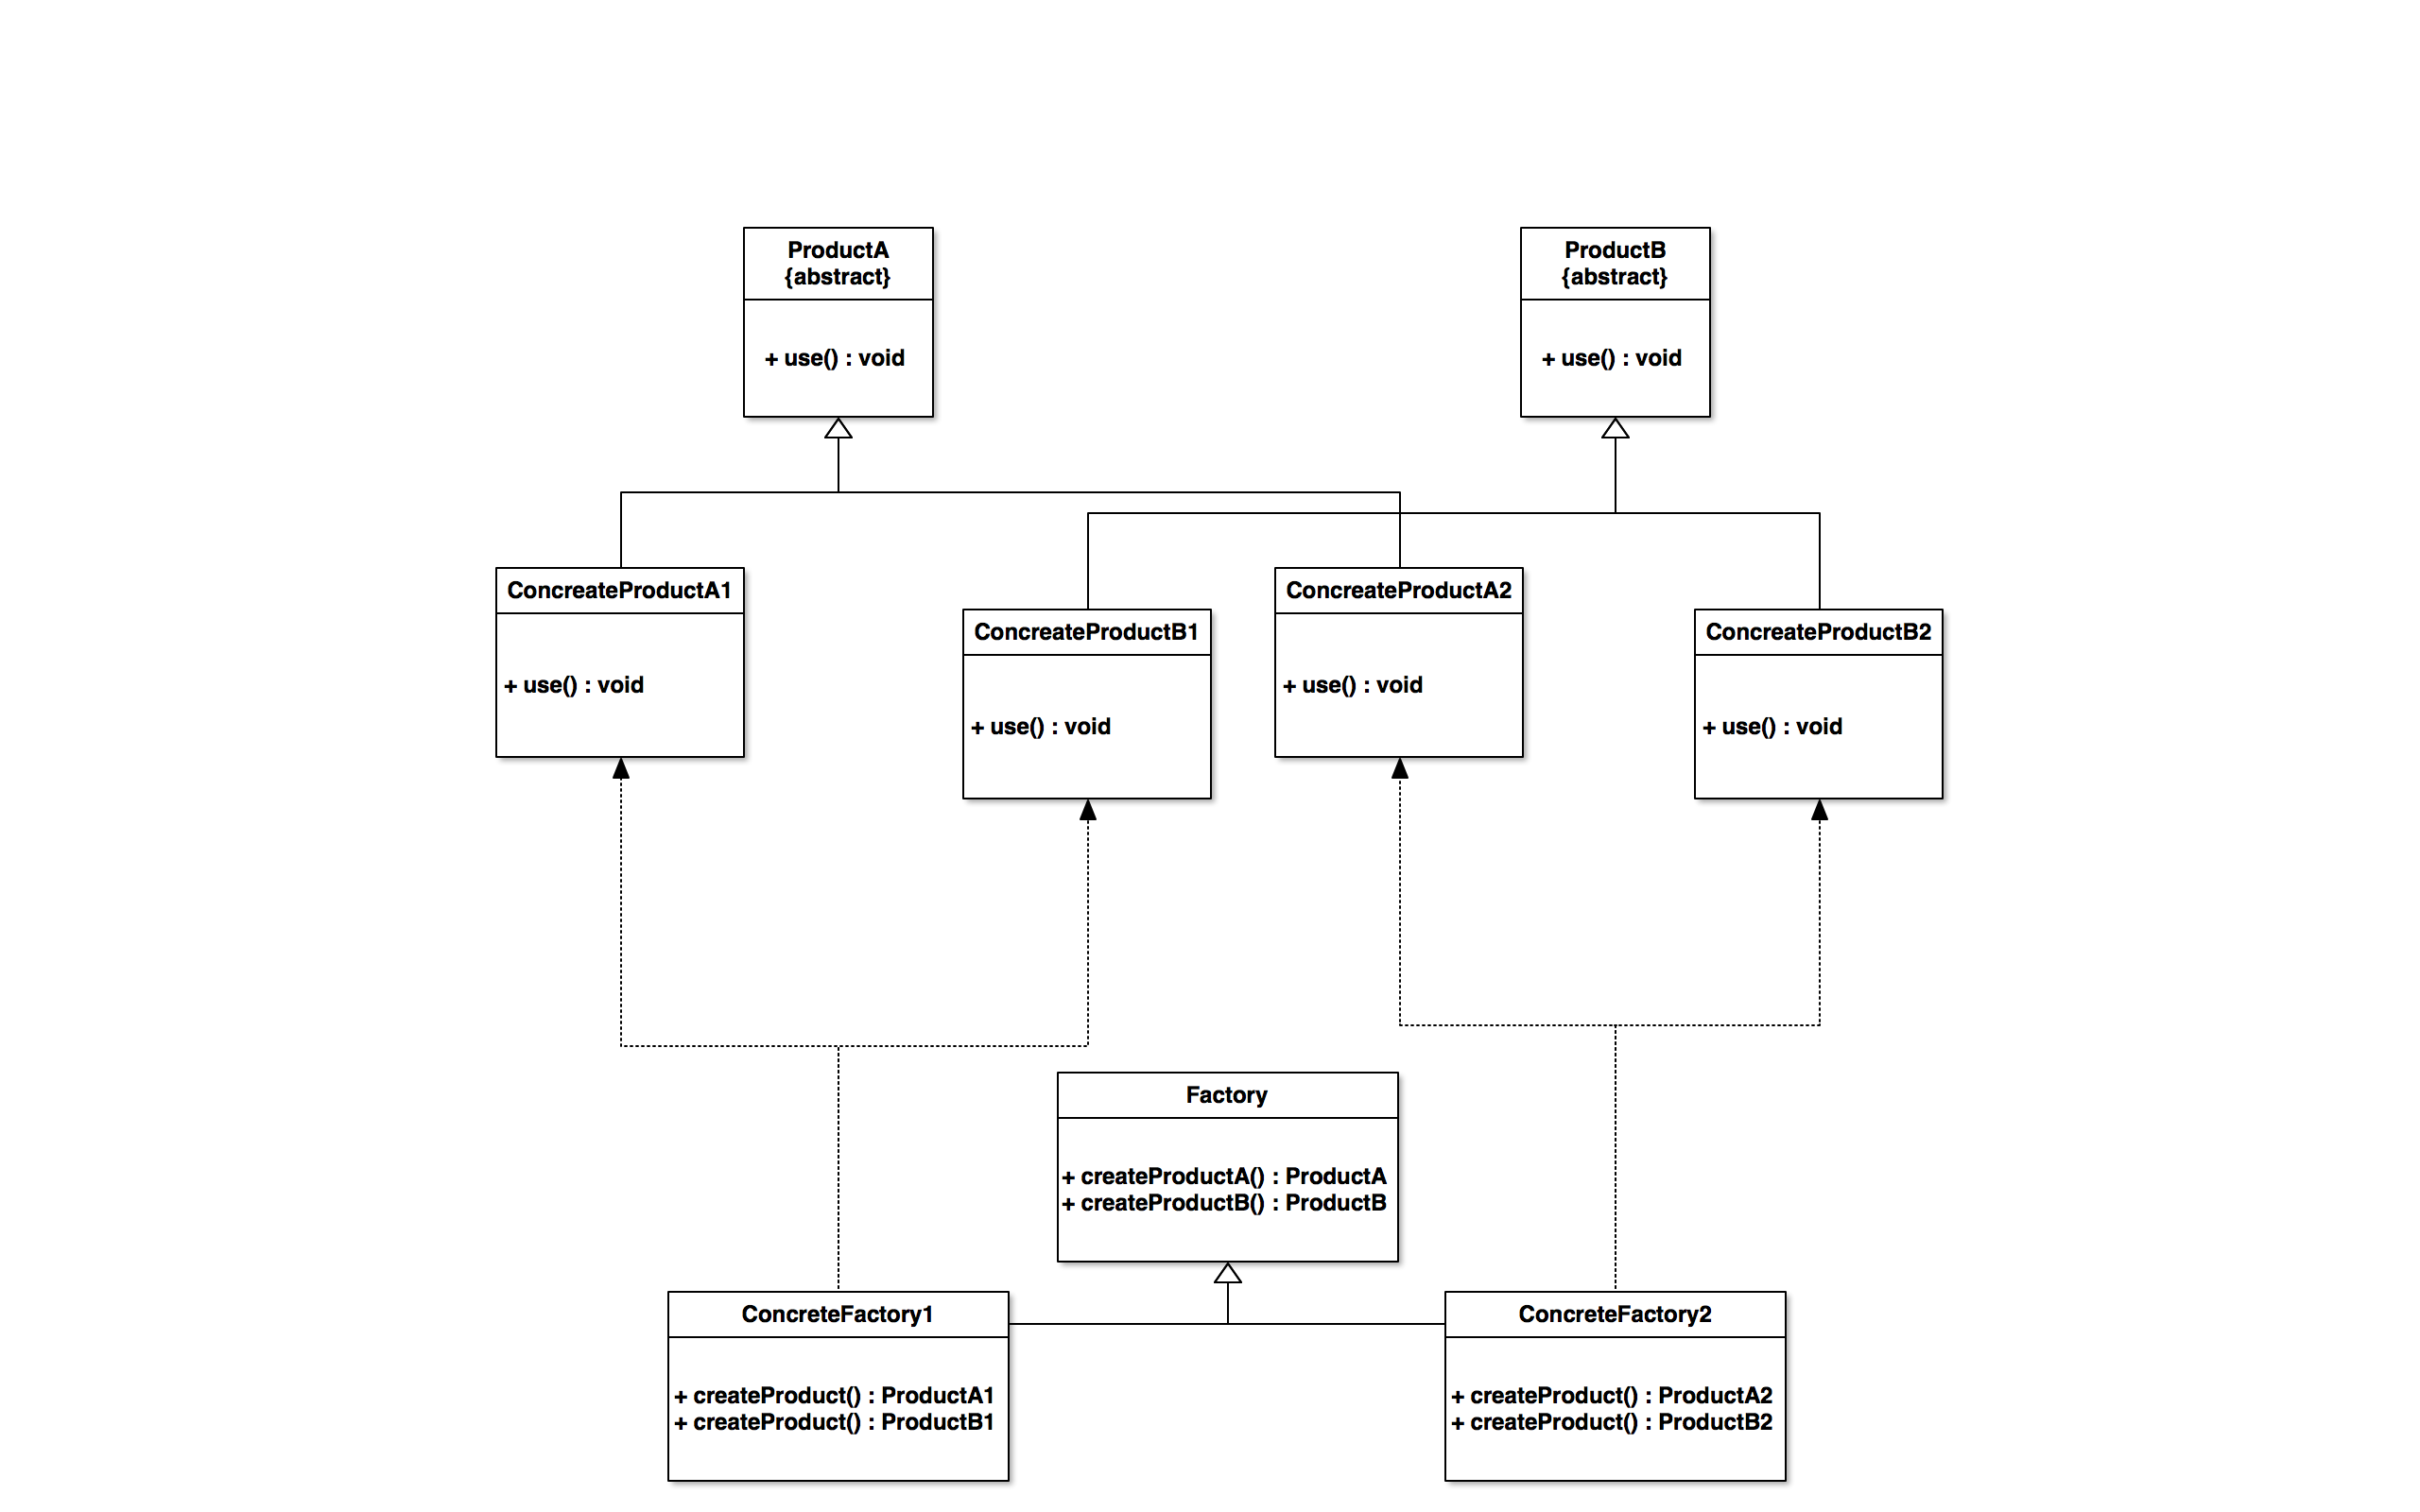 ProductA
{abstract}
+ use() : void
ProductB
{abstract}
+ use() : void
ConcreateProductA1
+ use() : void
ConcreateProductB1
+ use() : void
ConcreateProductA2
+ use() : void
ConcreateProductB2
+ use() : void
Factory
+ createProductA() : ProductA
+ createProductB() : ProductB
ConcreteFactory1
+ createProduct() : ProductA1
+ createProduct() : ProductB1
ConcreteFactory2
+ createProduct() : ProductA2
+ createProduct() : ProductB2